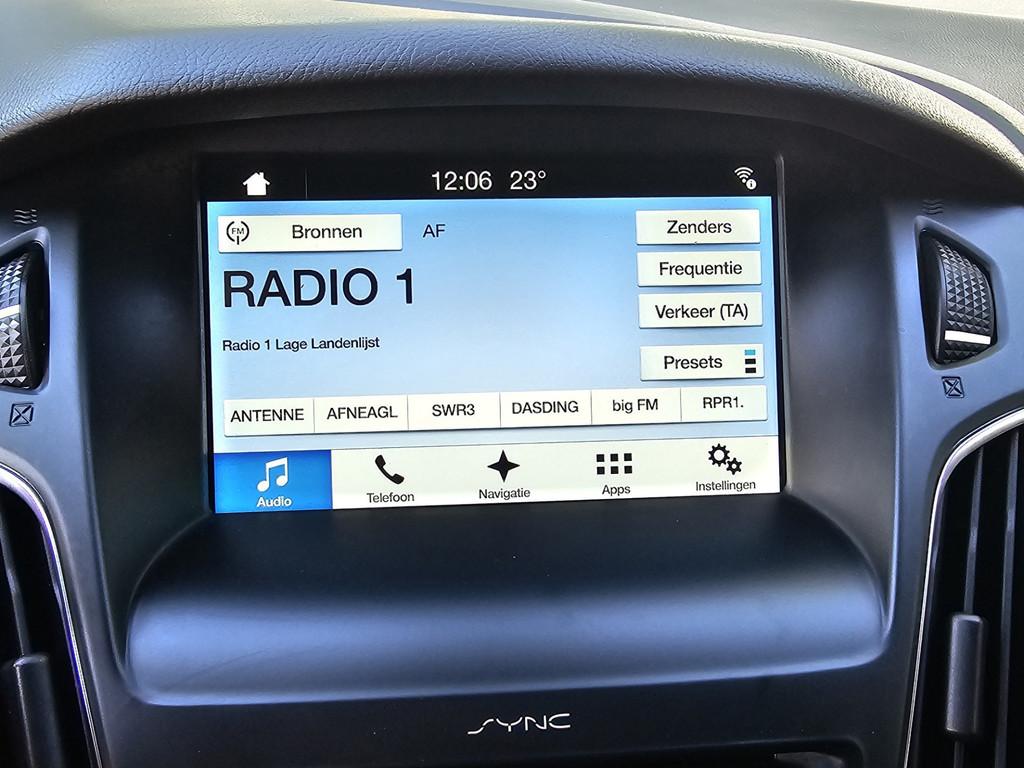 12:06 23°
FM Bronnen AF
Zenders
RADIO 1
Frequentie
Verkeer (TA)
Radio 1 Lage Landenlijst
Presets
ANTENNE AFNEAGL SWR3 DASDING big FM RPR1.
Audio Telefoon Navigatie Apps Instellingen
SYNC